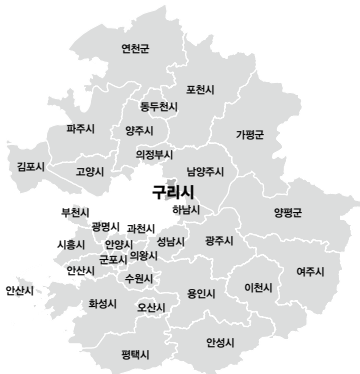 연천군
포천시
동두천시
파주시
양주시
가평군
의정부시
김포시
고양시
남양주시
구리시
하남시
양평군
부천시
광명시
과천시
시흥시
안양시
성남시
광주시
군포시
의왕시
안산시
수원시
여주시
안산시
이천시
용인시
화성시
오산시
안성시
평택시